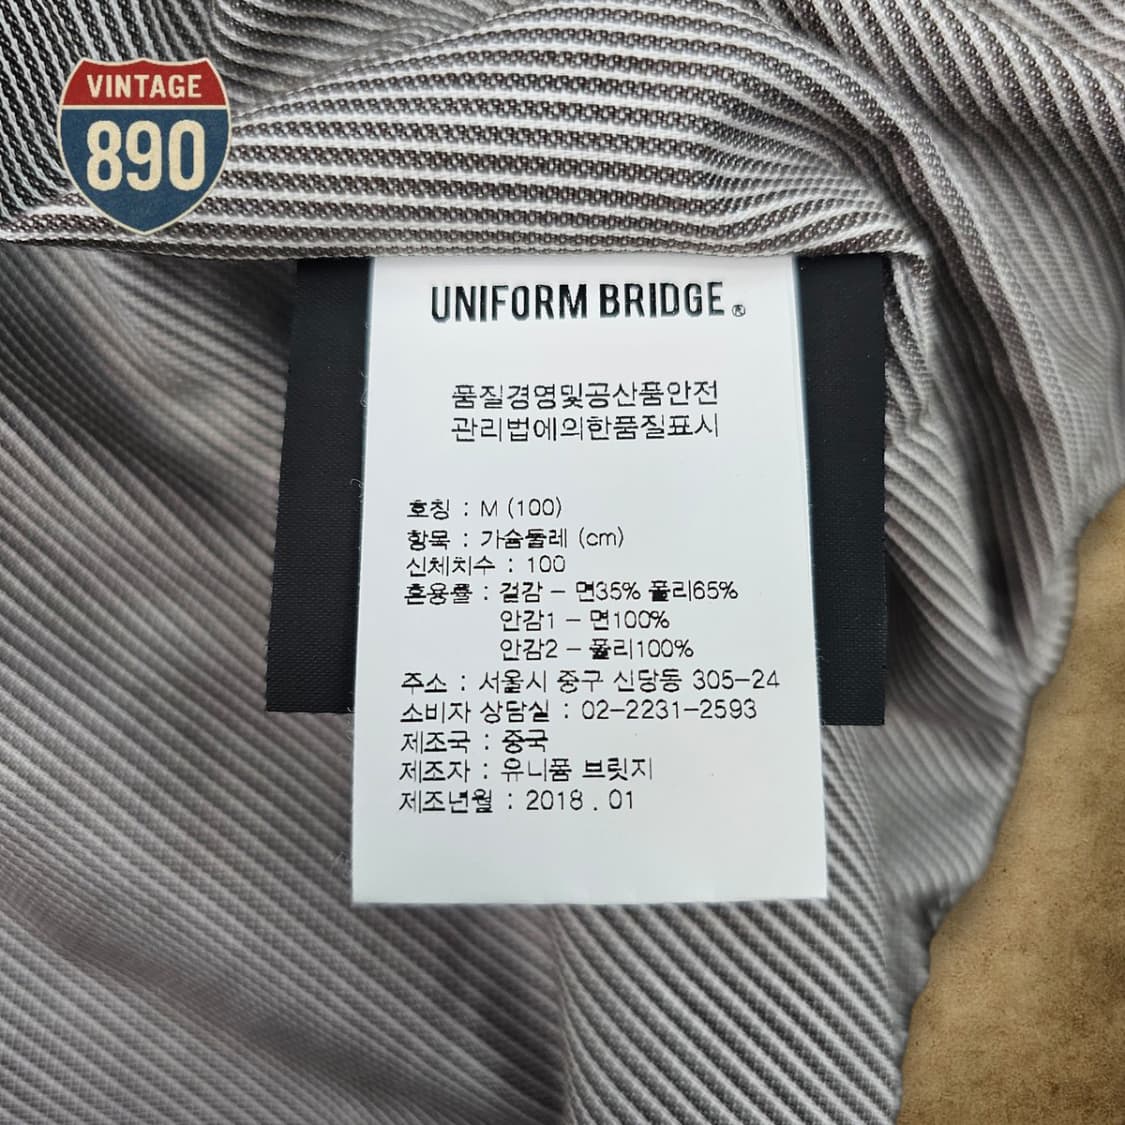 VINTAGE
890
UNIFORM BRIDGE®
품질경영및공산품안전
관리법에의한품질표시
호칭 : M (100)
항목 : 가슴둘레 (cm)
신체치수 : 100
혼용률 : 겉감 - 면35% 폴리65%
안감1 - 면100%
안감2 - 폴리100%
주소 : 서울시 중구 신당동 305-24
소비자 상담실 : 02-2231-2593
제조국 : 중국
제조자 : 유니폼 브릿지
제조년월 : 2018 . 01